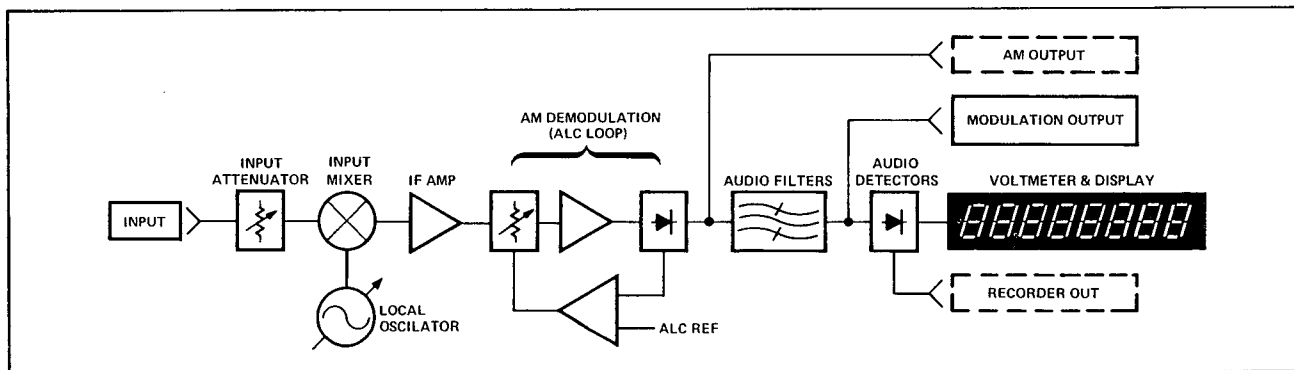 AM OUTPUT
AM DEMODULATION
(ALC LOOP)
MODULATION OUTPUT
INPUT
ATTENUATOR
INPUT
MIXER
IF AMP
AUDIO FILTERS
AUDIO
DETECTORS
VOLTMETER & DISPLAY
INPUT
88888888
LOCAL
OSCILATOR
ALC REF
RECORDER OUT